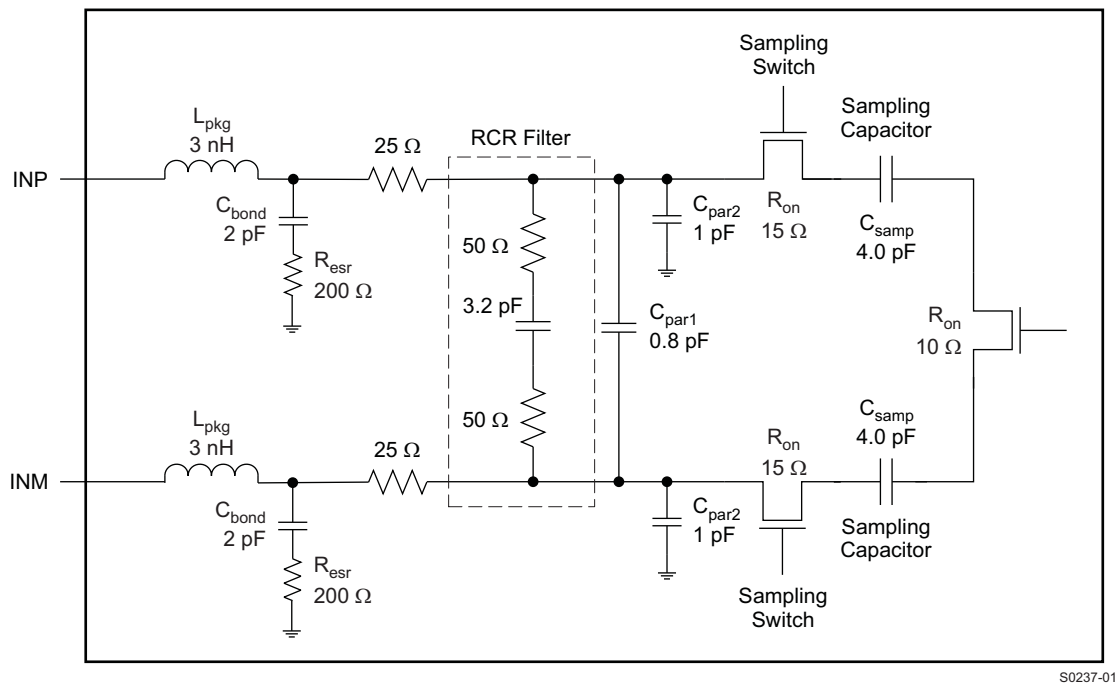 Sampling
Switch
Sampling
Capacitor
L_pkg
3 nH
25 Ω
RCR Filter
INP
C_bond
2 pF
R_esr
200 Ω
50 Ω
3.2 pF
50 Ω
C_par1
0.8 pF
C_par2
1 pF
R_on
15 Ω
C_samp
4.0 pF
R_on
10 Ω
L_pkg
3 nH
25 Ω
INM
C_bond
2 pF
R_esr
200 Ω
C_par2
1 pF
R_on
15 Ω
C_samp
4.0 pF
Sampling
Capacitor
Sampling
Switch
S0237-01